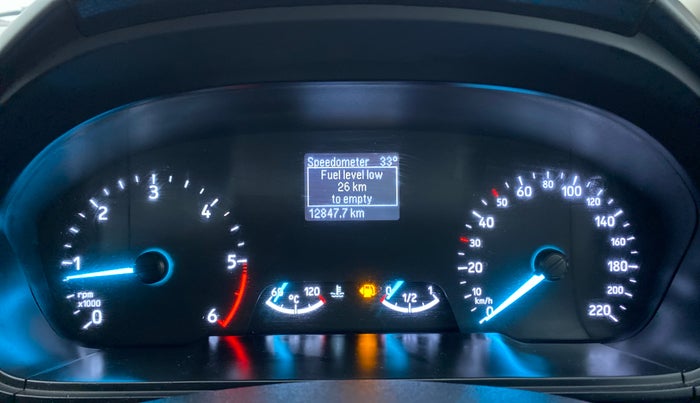 Speedometer 33°
Fuel level low
26 km
to empty
12847.7 km
0
1
2
3
4
5
6
rpm
x1000
60 120
°C
0 1/2 1
0
10
20
30
40
50
60
80
100
120
140
160
180
200
220
km/h